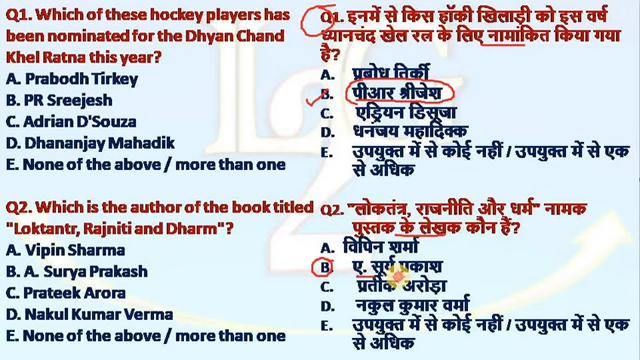 Q1. Which of these hockey players has
been nominated for the Dhyan Chand
Khel Ratna this year?
A. Prabodh Tirkey
B. PR Sreejesh
C. Adrian D'Souza
D. Dhananjay Mahadik
E. None of the above / more than one
Q1. इनमें से किस हॉकी खिलाड़ी को इस वर्ष
ध्यानचंद खेल रत्न के लिए नामांकित किया गया
है?
A. प्रबोध तिर्की
B. पीआर श्रीजेश
C. एड्रियन डिसूजा
D. धनंजय महादिक्क
E. उपयुक्त में से कोई नहीं / उपयुक्त में से एक
से अधिक
Q2. Which is the author of the book titled
"Loktantr, Rajniti and Dharm"?
A. Vipin Sharma
B. A. Surya Prakash
C. Prateek Arora
D. Nakul Kumar Verma
E. None of the above / more than one
Q2. "लोकतंत्र, राजनीति और धर्म" नामक
पुस्तक के लेखक कौन हैं?
A. विपिन शर्मा
B. ए. सूर्य प्रकाश
C. प्रतीक अरोड़ा
D. नकुल कुमार वर्मा
E. उपयुक्त में से कोई नहीं / उपयुक्त में से एक
से अधिक